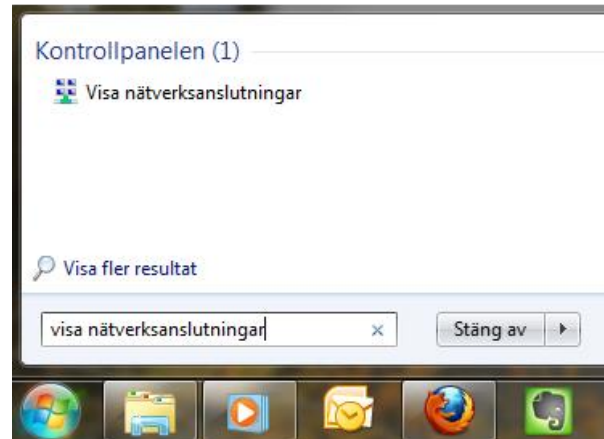 Kontrollpanelen (1)
Visa nätverksanslutningar
Visa fler resultat
visa nätverksanslutningar
Stäng av